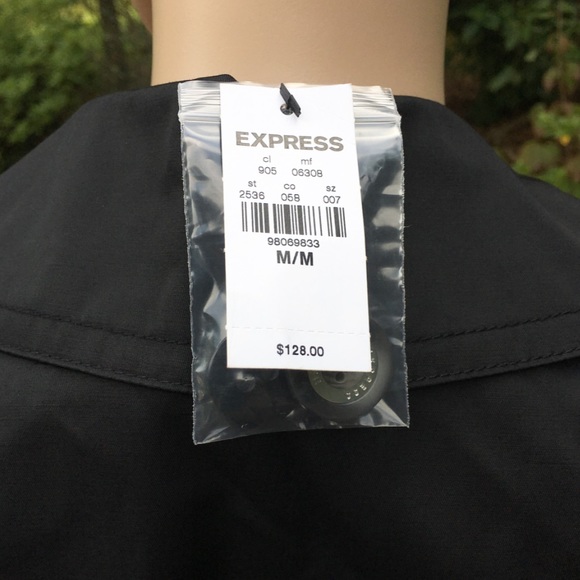 EXPRESS
cl mf
905 06308
st co sz
2536 058 007
98069833
M/M
$128.00